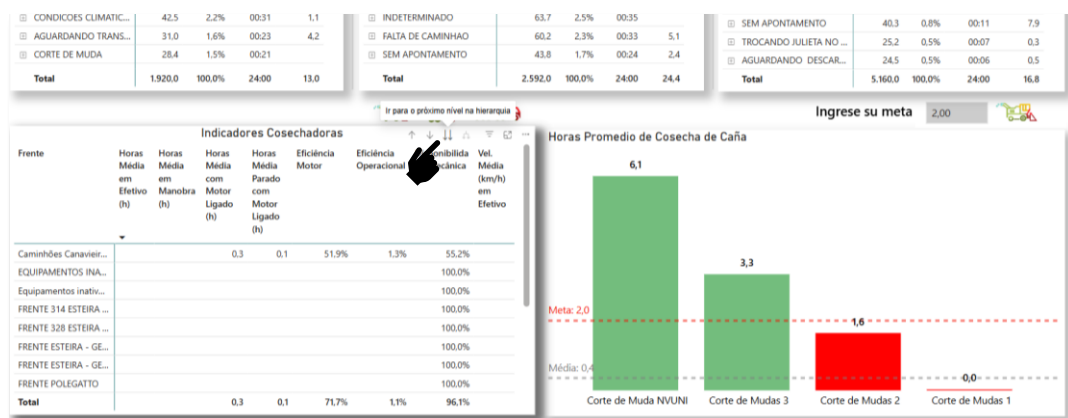 CONDICOES CLIMATIC... 42.5 2,2% 00:31 1,1
AGUARDANDO TRANS... 31.0 1,6% 00:23 4,2
CORTE DE MUDA 28.4 1,5% 00:21
Total 1.920,0 100,0% 24:00 13,0
INDETERMINADO 63.7 2,5% 00:35
FALTA DE CAMINHAO 60.2 2,3% 00:33 5,1
SEM APONTAMENTO 43.8 1,7% 00:24 2,4
Total 2.592,0 100,0% 24:00 24,4
SEM APONTAMENTO 40.3 0,8% 00:11 7,9
TROCANDO JULIETA NO ... 25.2 0,5% 00:07 0,3
AGUARDANDO DESCAR... 24.5 0,5% 00:06 0,5
Total 5.160,0 100,0% 24:00 16,8
Ir para o próximo nível na hierarquia
Ingrese su meta 2,00
Indicadores Cosechadoras
Frente
Horas Média em Efetivo (h)
Horas Média em Manobra (h)
Horas Média com Motor Ligado (h)
Horas Média Parado com Motor Ligado (h)
Eficiência Motor
Eficiência Operacional
Vel. Média (km/h) em Efetivo
Caminhões Canavieir... 0,3 0,1 51,9% 1,3% 55,2%
EQUIPAMENTOS INA... 100,0%
Equipamentos inativ... 100,0%
FRENTE 314 ESTEIRA ... 100,0%
FRENTE 328 ESTEIRA ... 100,0%
FRENTE ESTEIRA - GE... 100,0%
FRENTE ESTEIRA - GE... 100,0%
FRENTE POLEGATTO 100,0%
Total 0,3 0,1 71,7% 1,1% 96,1%
Horas Promedio de Cosecha de Caña
6,1
3,3
Meta: 2,0
1,6
Média: 0,4
0,0
Corte de Muda NVUNI Corte de Mudas 3 Corte de Mudas 2 Corte de Mudas 1